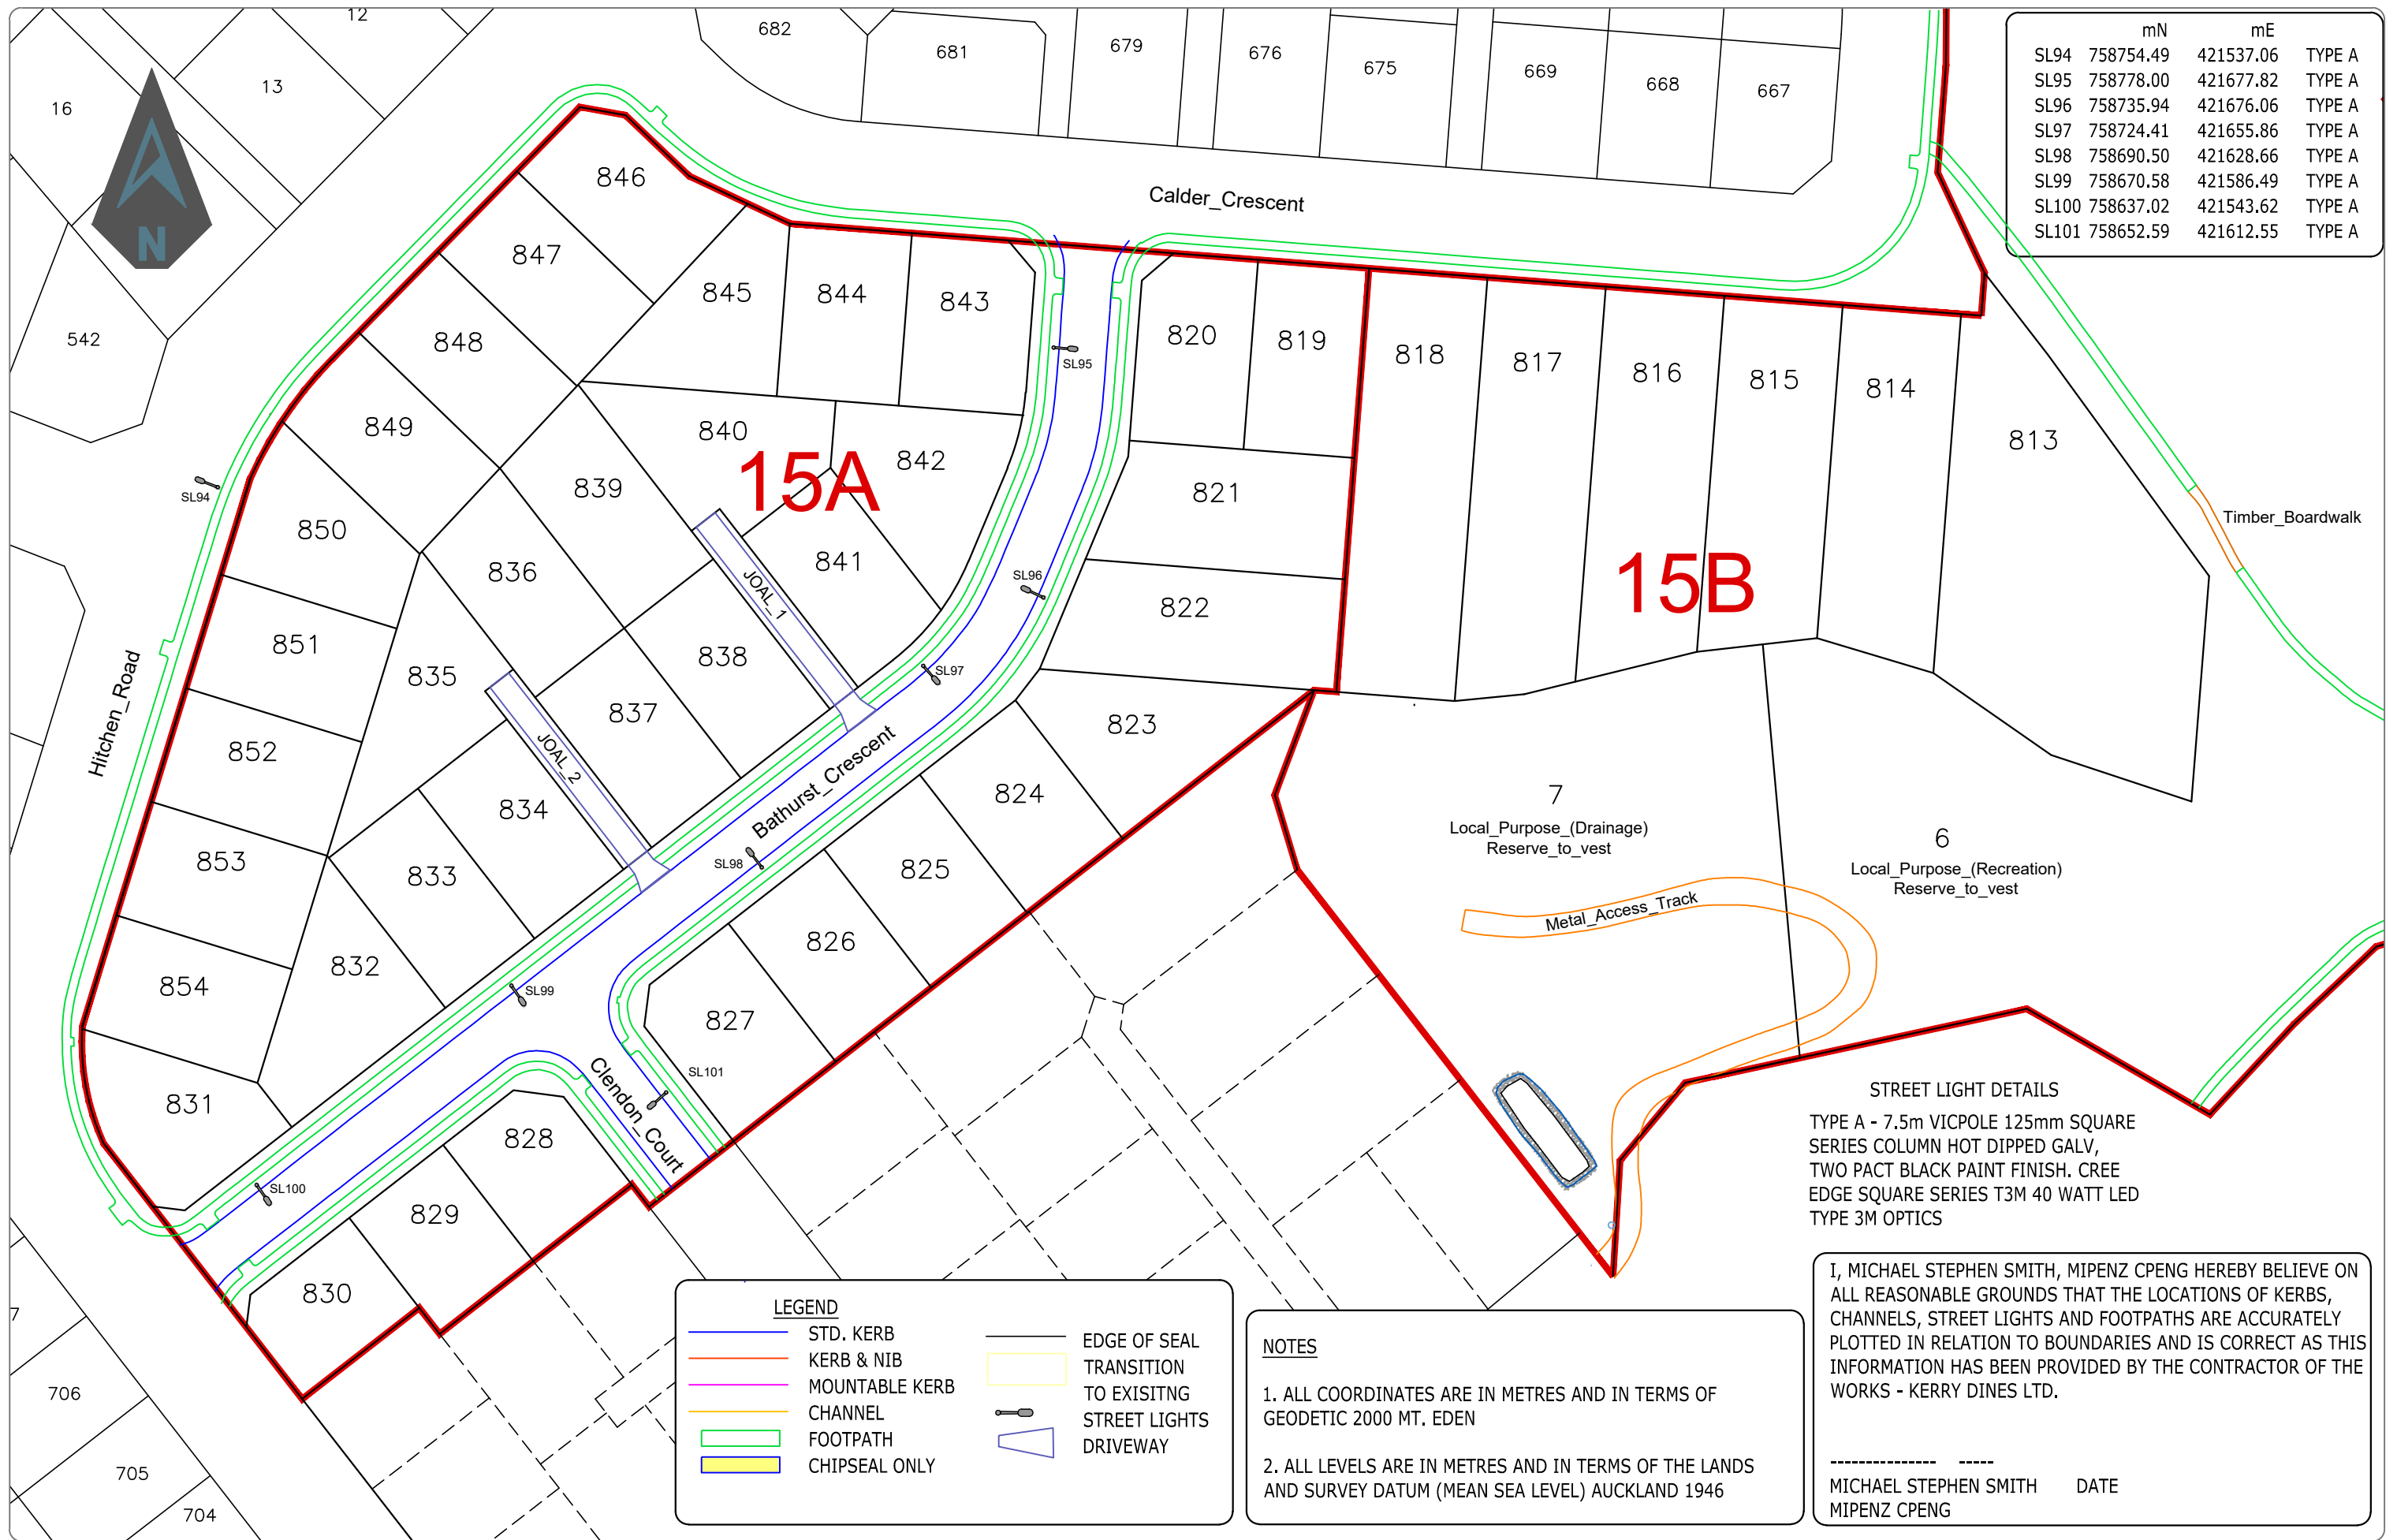 12
13
16
N
542
682
681
679
676
675
669
668
667
mN mE
SL94 758754.49 421537.06 TYPE A
SL95 758778.00 421677.82 TYPE A
SL96 758735.94 421676.06 TYPE A
SL97 758724.41 421655.86 TYPE A
SL98 758690.50 421628.66 TYPE A
SL99 758670.58 421586.49 TYPE A
SL100 758637.02 421543.62 TYPE A
SL101 758652.59 421612.55 TYPE A
Calder_Crescent
846
847
848
849
845
844
843
820
819
818
817
816
815
814
813
SL95
SL94
840
839
842
15A
821
15B
Timber_Boardwalk
850
836
841
JOAL_1
SL96
822
851
835
838
837
SL97
Hitchen_Road
852
JOAL_2
834
Bathurst_Crescent
823
824
853
833
SL98
825
7
Local_Purpose_(Drainage)
Reserve_to_vest
6
Local_Purpose_(Recreation)
Reserve_to_vest
Metal_Access_Track
854
832
SL99
826
827
831
SL101
Clendon_Court
828
SL100
829
830
7
706
705
704
STREET LIGHT DETAILS
TYPE A - 7.5m VICPOLE 125mm SQUARE
SERIES COLUMN HOT DIPPED GALV,
TWO PACT BLACK PAINT FINISH. CREE
EDGE SQUARE SERIES T3M 40 WATT LED
TYPE 3M OPTICS
LEGEND
STD. KERB
KERB & NIB
MOUNTABLE KERB
CHANNEL
FOOTPATH
CHIPSEAL ONLY
EDGE OF SEAL
TRANSITION
TO EXISITNG
STREET LIGHTS
DRIVEWAY
NOTES
1. ALL COORDINATES ARE IN METRES AND IN TERMS OF
GEODETIC 2000 MT. EDEN
2. ALL LEVELS ARE IN METRES AND IN TERMS OF THE LANDS
AND SURVEY DATUM (MEAN SEA LEVEL) AUCKLAND 1946
I, MICHAEL STEPHEN SMITH, MIPENZ CPENG HEREBY BELIEVE ON
ALL REASONABLE GROUNDS THAT THE LOCATIONS OF KERBS,
CHANNELS, STREET LIGHTS AND FOOTPATHS ARE ACCURATELY
PLOTTED IN RELATION TO BOUNDARIES AND IS CORRECT AS THIS
INFORMATION HAS BEEN PROVIDED BY THE CONTRACTOR OF THE
WORKS - KERRY DINES LTD.
--------------- -----
MICHAEL STEPHEN SMITH DATE
MIPENZ CPENG